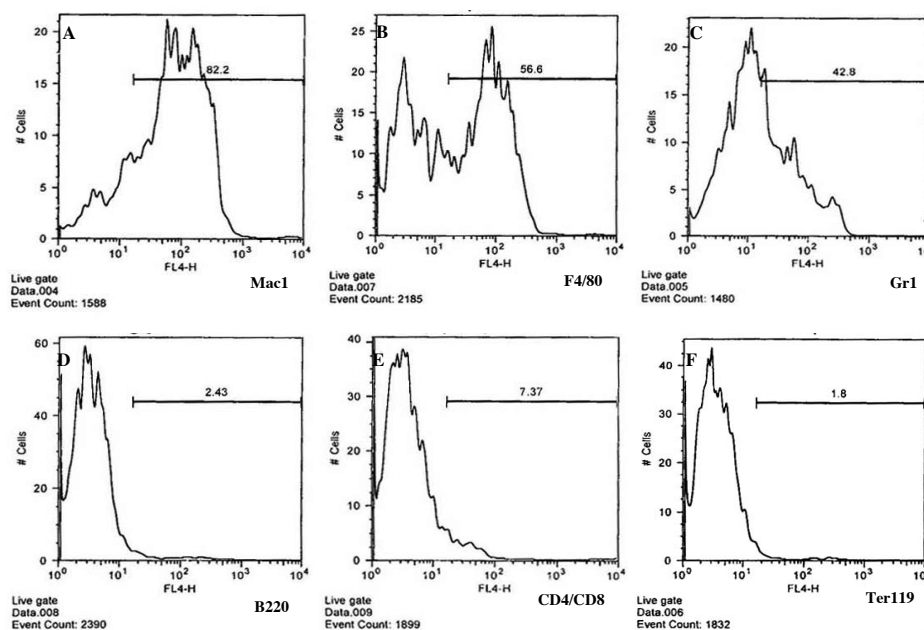 A
20
15
10
5
0
# Cells
82.2
10^0 10^1 10^2 10^3 10^4
FL4-H
Mac1
Live gate
Data.004
Event Count: 1588
B
25
20
15
10
5
0
# Cells
56.6
10^0 10^1 10^2 10^3 10^4
FL4-H
F4/80
Live gate
Data.007
Event Count: 2185
C
20
15
10
5
0
# Cells
42.8
10^0 10^1 10^2 10^3
FL4-H
Gr1
Live gate
Data.005
Event Count: 1480
D
60
40
20
0
# Cells
2.43
10^0 10^1 10^2 10^3 10^4
FL4-H
B220
Live gate
Data.008
Event Count: 2390
E
40
30
20
10
0
# Cells
7.37
10^0 10^1 10^2 10^3 10^4
FL4-H
CD4/CD8
Live gate
Data.009
Event Count: 1899
F
40
30
20
10
0
# Cells
1.8
10^0 10^1 10^2 10^3
FL4-H
Ter119
Live gate
Data.006
Event Count: 1832